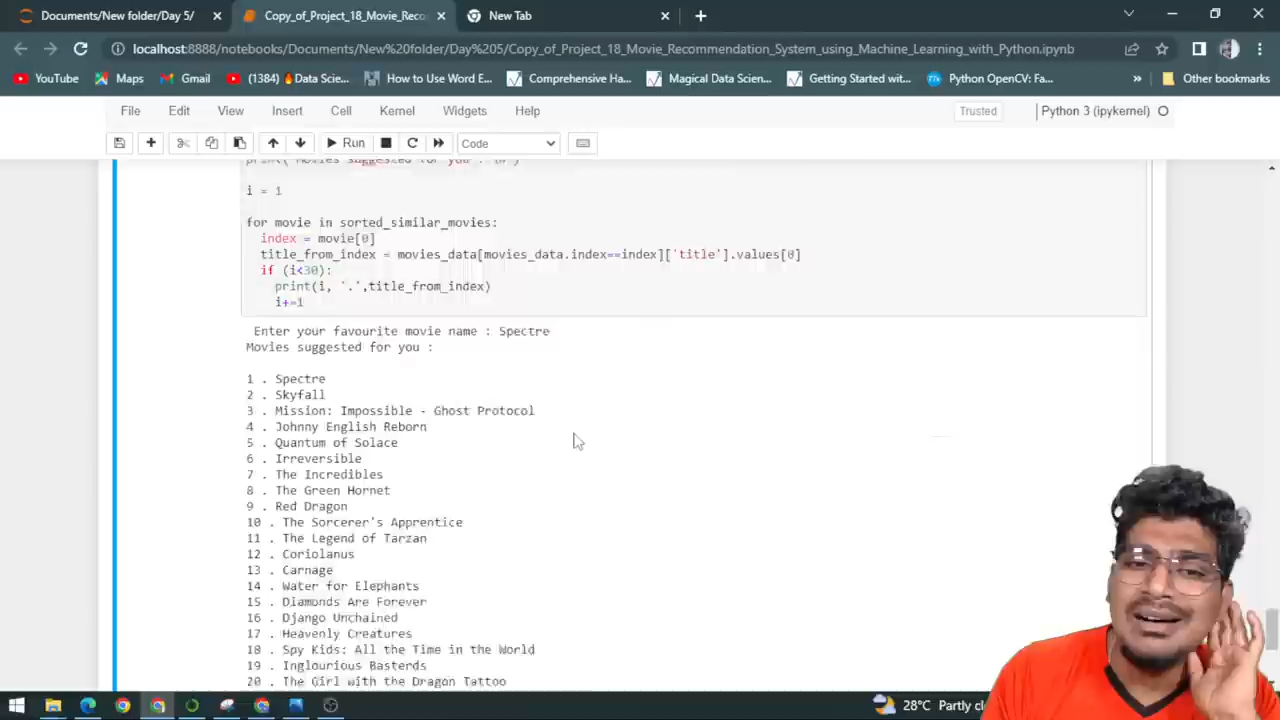 Documents/New folder/Day 5/
Copy_of_Project_18_Movie_Reco
New Tab
localhost:8888/notebooks/Documents/New%20folder/Day%205/Copy_of_Project_18_Movie_Recommendation_System_using_Machine_Learning_with_Python.ipynb
YouTube
Maps
Gmail
(1384) 🔥Data Scie...
How to Use Word E...
Comprehensive Ha...
Magical Data Scien...
Getting Started wit...
Python OpenCV: Fa...
»
Other bookmarks
File Edit View Insert Cell Kernel Widgets Help
Trusted
Python 3 (ipykernel)
Run
Code
print('Movies suggested for you : \n')
i = 1
for movie in sorted_similar_movies:
index = movie[0]
title_from_index = movies_data[movies_data.index==index]['title'].values[0]
if (i<30):
print(i, '.',title_from_index)
i+=1
Enter your favourite movie name : Spectre
Movies suggested for you :
1 . Spectre
2 . Skyfall
3 . Mission: Impossible - Ghost Protocol
4 . Johnny English Reborn
5 . Quantum of Solace
6 . Irreversible
7 . The Incredibles
8 . The Green Hornet
9 . Red Dragon
10 . The Sorcerer's Apprentice
11 . The Legend of Tarzan
12 . Coriolanus
13 . Carnage
14 . Water for Elephants
15 . Diamonds Are Forever
16 . Django Unchained
17 . Heavenly Creatures
18 . Spy Kids: All the Time in the World
19 . Inglourious Basterds
20 . The Girl with the Dragon Tattoo
28°C Partly clo